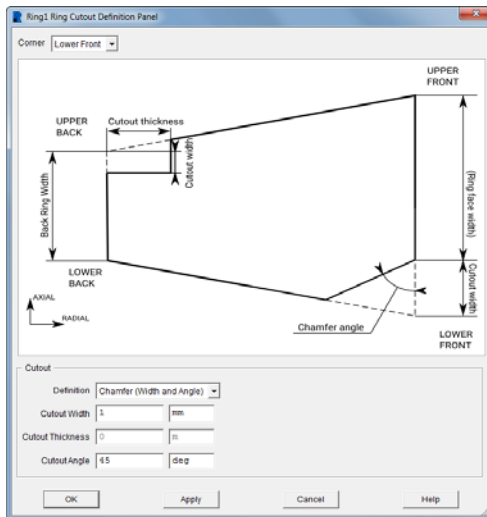 Ring1 Ring Cutout Definition Panel
Corner
Lower Front
UPPER
FRONT
UPPER
BACK
Cutout thickness
Cutout width
Back Ring Width
(Ring face width)
LOWER
BACK
Cutout width
AXIAL
RADIAL
Chamfer angle
LOWER
FRONT
Cutout
Definition
Chamfer (Width and Angle)
Cutout Width
1
mm
Cutout Thickness
0
m
Cutout Angle
45
deg
OK
Apply
Cancel
Help